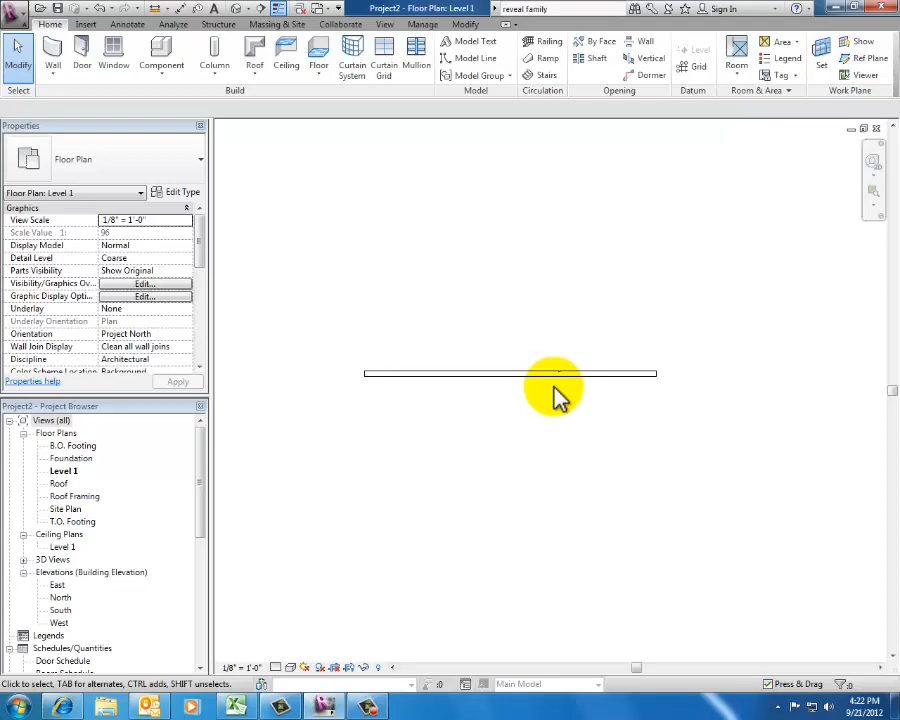 Project2 - Floor Plan: Level 1
reveal family
Sign In
Home Insert Annotate Analyze Structure Massing & Site Collaborate View Manage Modify
Modify Wall Door Window Component Column Roof Ceiling Floor Curtain System Curtain Grid Mullion
Model Text
Model Line
Model Group
Railing
Ramp
Stairs
By Face
Shaft
Wall
Vertical
Dormer
Level
Grid
Room
Area
Legend
Tag
Set
Show
Ref Plane
Viewer
Select Build Model Circulation Opening Datum Room & Area Work Plane
Properties
Floor Plan
Floor Plan: Level 1 Edit Type
Graphics
View Scale 1/8" = 1'-0"
Scale Value 1: 96
Display Model Normal
Detail Level Coarse
Parts Visibility Show Original
Visibility/Graphics Ov... Edit...
Graphic Display Opti... Edit...
Underlay None
Underlay Orientation Plan
Orientation Project North
Wall Join Display Clean all wall joins
Discipline Architectural
Color Scheme Location Background
Properties help Apply
Project2 - Project Browser
Views (all)
Floor Plans
B.O. Footing
Foundation
Level 1
Roof
Roof Framing
Site Plan
T.O. Footing
Ceiling Plans
Level 1
3D Views
Elevations (Building Elevation)
East
North
South
West
Legends
Schedules/Quantities
Door Schedule
1/8" = 1'-0"
Click to select, TAB for alternates, CTRL adds, SHIFT unselects.
:0
Main Model
Press & Drag
:0
4:22 PM
9/21/2012